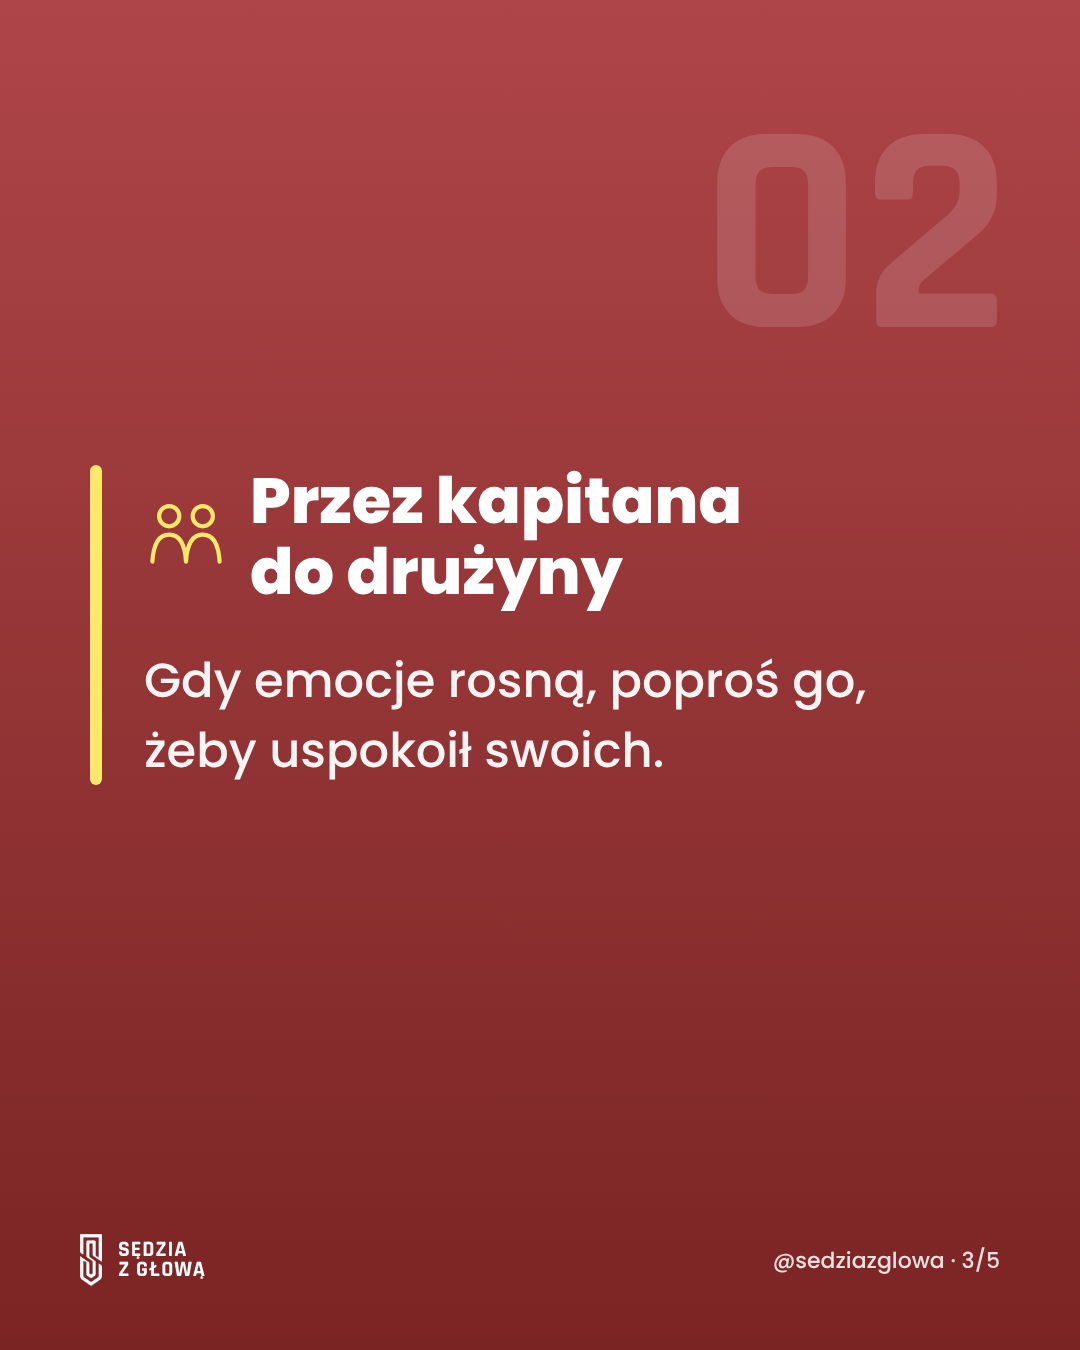 02
Przez kapitana
do drużyny
Gdy emocje rosną, poproś go,
żeby uspokoił swoich.
SĘDZIA
Z GŁOWĄ
@sedziazglowa · 3/5